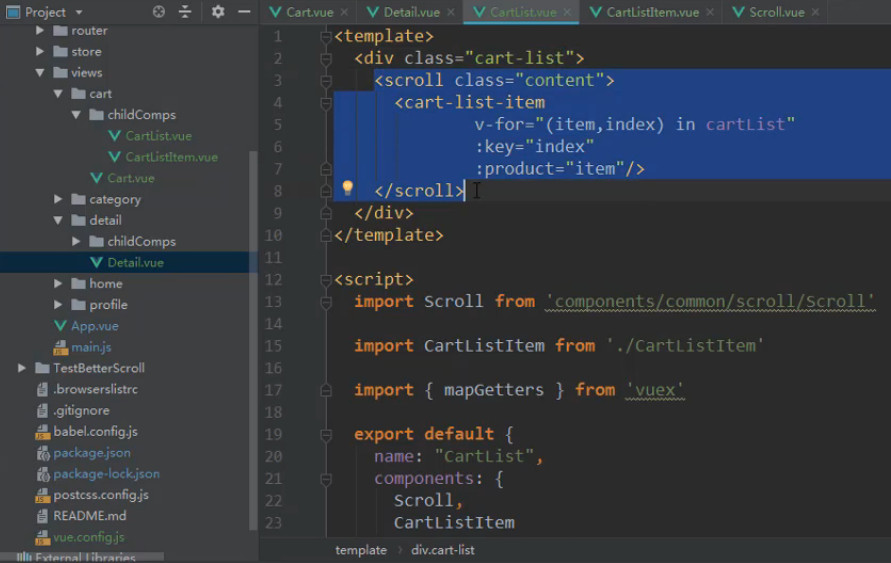 Project
router
store
views
cart
childComps
CartList.vue
CartListItem.vue
Cart.vue
category
detail
childComps
Detail.vue
home
profile
App.vue
main.js
TestBetterScroll
.browserslistrc
.gitignore
babel.config.js
package.json
package-lock.json
postcss.config.js
README.md
vue.config.js
External Libraries
Cart.vue
Detail.vue
CartList.vue
CartListItem.vue
Scroll.vue
1 <template>
2 <div class="cart-list">
3 <scroll class="content">
4 <cart-list-item
5 v-for="(item,index) in cartList"
6 :key="index"
7 :product="item"/>
8 </scroll>
9 </div>
10 </template>
11
12 <script>
13 import Scroll from 'components/common/scroll/Scroll'
14
15 import CartListItem from './CartListItem'
16
17 import { mapGetters } from 'vuex'
18
19 export default {
20 name: "CartList",
21 components: {
22 Scroll,
23 CartListItem
template › div.cart-list